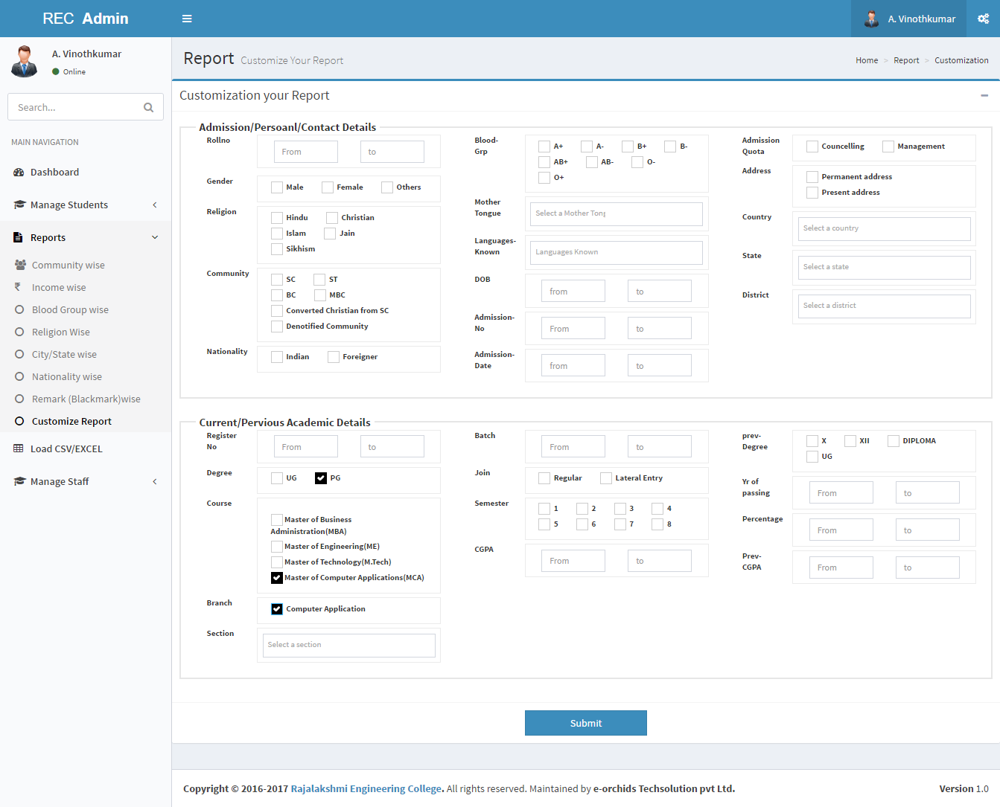 REC Admin
A. Vinothkumar
A. Vinothkumar
Online
Search...
MAIN NAVIGATION
Dashboard
Manage Students
Reports
Community wise
Income wise
Blood Group wise
Religion Wise
City/State wise
Nationality wise
Remark (Blackmark)wise
Customize Report
Load CSV/EXCEL
Manage Staff
Report Customize Your Report
Home > Report > Customization
Customization your Report
Admission/Persoanl/Contact Details
Rollno
From to
Gender
Male Female Others
Religion
Hindu Christian
Islam Jain
Sikhism
Community
SC ST
BC MBC
Converted Christian from SC
Denotified Community
Nationality
Indian Foreigner
Blood-
Grp
A+ A- B+ B-
AB+ AB- O-
O+
Mother
Tongue
Select a Mother Tong
Languages-
Known
Languages Known
DOB
from to
Admission-
No
From to
Admission-
Date
from to
Admission
Quota
Councelling Management
Address
Permanent address
Present address
Country
Select a country
State
Select a state
District
Select a district
Current/Pervious Academic Details
Register
No
From to
Degree
UG PG
Course
Master of Business
Administration(MBA)
Master of Engineering(ME)
Master of Technology(M.Tech)
Master of Computer Applications(MCA)
Branch
Computer Application
Section
Select a section
Batch
From to
Join
Regular Lateral Entry
Semester
1 2 3 4
5 6 7 8
CGPA
From to
prev-
Degree
X XII DIPLOMA
UG
Yr of
passing
From to
Percentage
From to
Prev-
CGPA
From to
Submit
Copyright © 2016-2017 Rajalakshmi Engineering College. All rights reserved. Maintained by e-orchids Techsolution pvt Ltd.
Version 1.0